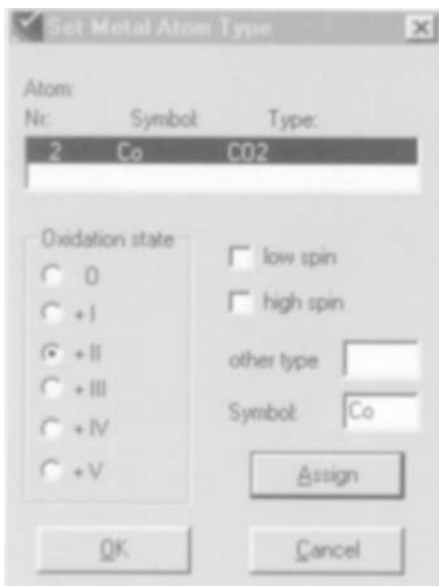 Set Metal Atom Type
Atom:
Nr. Symbol: Type:
2 Co CO2
Oxidation state
0
+I
+II
+III
+IV
+V
low spin
high spin
other type
Symbol: Co
Assign
OK
Cancel